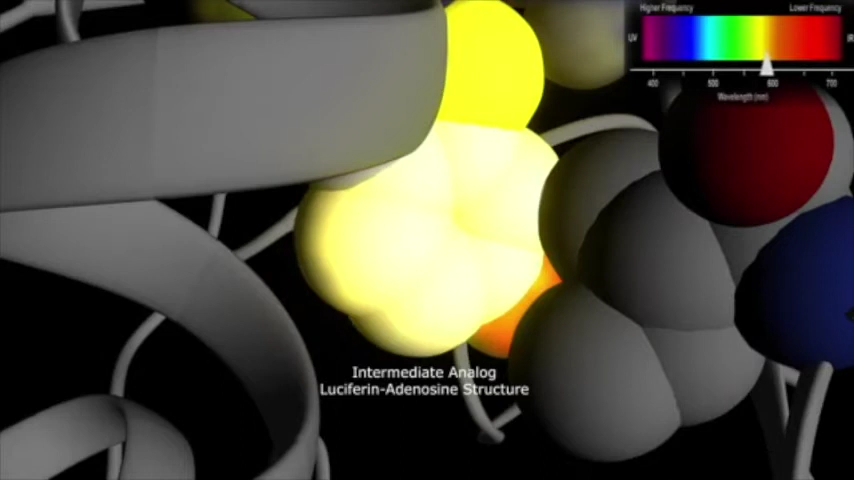 Higher Frequency Lower Frequency
UV IR
400 500 600 700
Wavelength (nm)
Intermediate Analog
Luciferin-Adenosine Structure